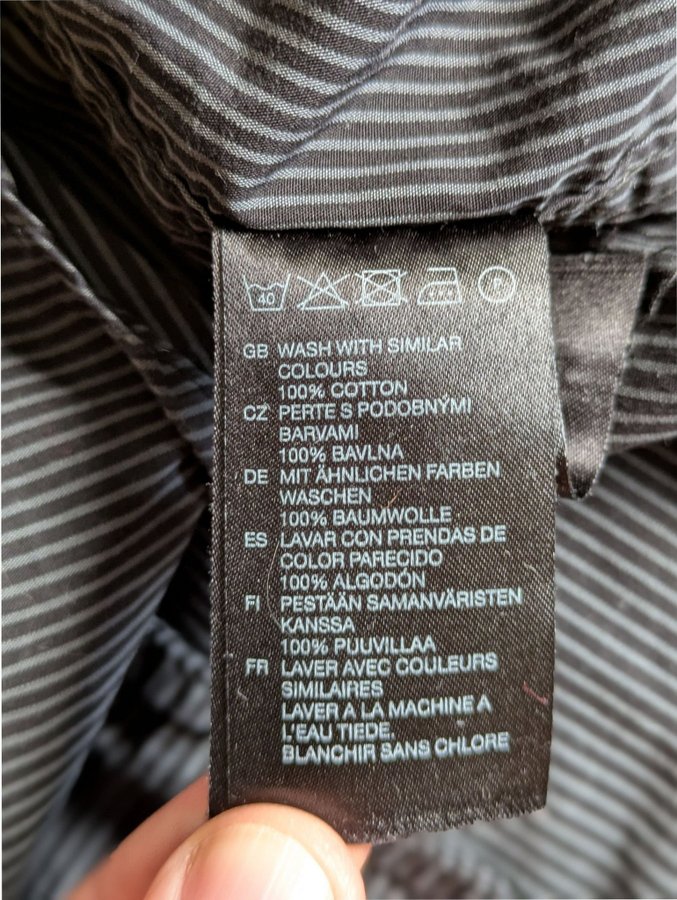 40 P
GB WASH WITH SIMILAR
COLOURS
100% COTTON
CZ PERTE S PODOBNÝMI
BARVAMI
100% BAVLNA
DE MIT ÄHNLICHEN FARBEN
WASCHEN
100% BAUMWOLLE
ES LAVAR CON PRENDAS DE
COLOR PARECIDO
100% ALGODÓN
FI PESTÄÄN SAMANVÄRISTEN
KANSSA
100% PUUVILLAA
FR LAVER AVEC COULEURS
SIMILAIRES
LAVER A LA MACHINE A
L'EAU TIEDE.
BLANCHIR SANS CHLORE